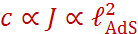 c ∝ J ∝ ℓ²_AdS